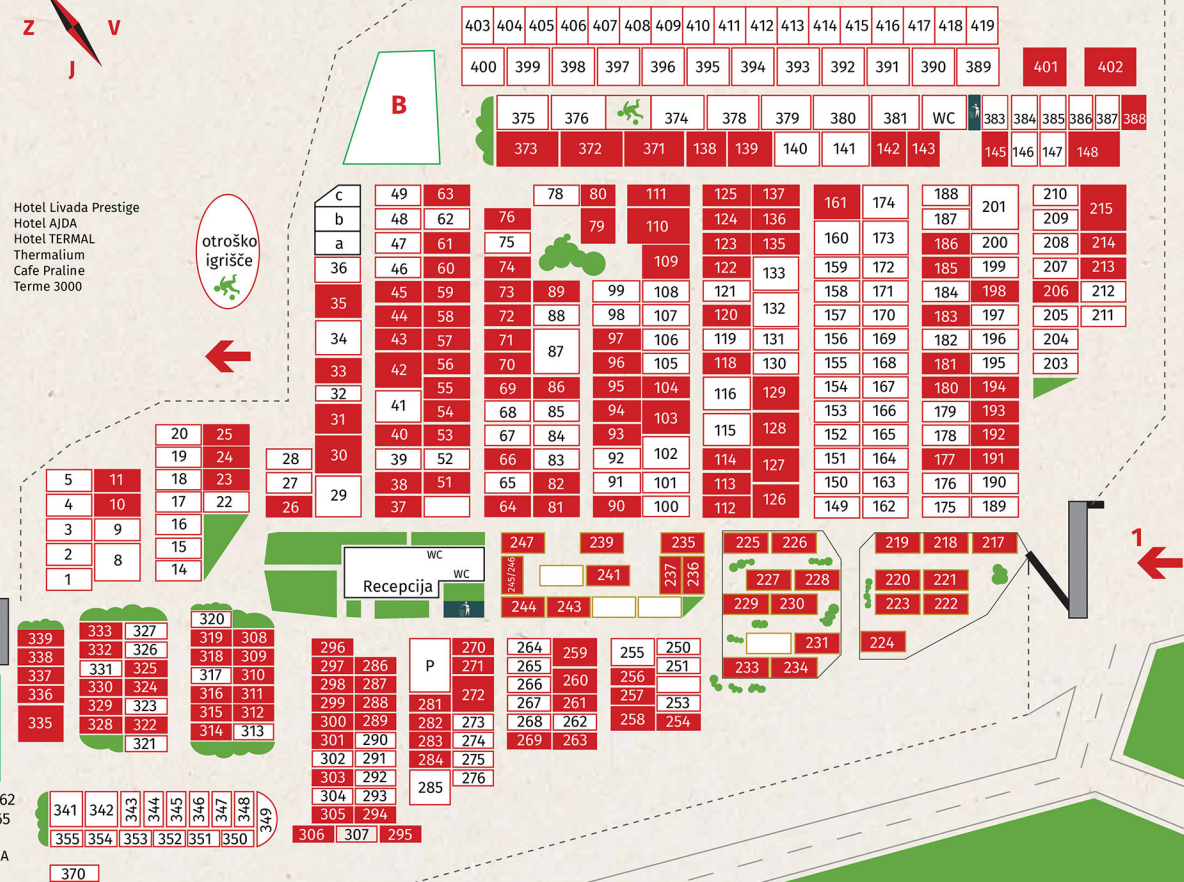 Z V
J
403 404 405 406 407 408 409 410 411 412 413 414 415 416 417 418 419
400 399 398 397 396 395 394 393 392 391 390 389 401 402
B
375 376 374 378 379 380 381 WC 383 384 385 386 387 388
373 372 371 138 139 140 141 142 143 145 146 147 148
Hotel Livada Prestige
Hotel AJDA
Hotel TERMAL
Thermalium
Cafe Praline
Terme 3000
otroško
igrišče
c 49 63 78 80 111 125 137 161 174 188 201 210 215
b 48 62 76 79 110 124 136 187 209
a 47 61 75 123 135 160 173 186 200 208 214
36 46 60 74 109 122 133 159 172 185 199 207 213
35 45 59 73 89 99 108 121 132 158 171 184 198 206 212
34 44 58 72 88 98 107 120 157 170 183 197 205 211
43 57 71 87 97 106 119 131 156 169 182 196 204
33 42 56 70 96 105 118 130 155 168 181 195 203
32 55 69 86 95 104 116 129 154 167 180 194
31 41 54 68 85 94 103 115 128 153 166 179 193
20 25 40 53 67 84 93 152 165 178 192
19 24 28 30 39 52 66 83 92 102 114 127 151 164 177 191
5 11 18 23 27 29 38 51 65 82 91 101 113 126 150 163 176 190
4 10 17 22 26 37 64 81 90 100 112 149 162 175 189
3 9 16
2 8 15
1 14
WC
Recepcija WC
247 239 235 225 226 219 218 217
245/246 241 237 236 227 228 220 221
244 243 229 230 223 222
231 224
233 234
1
339 333 327 320
338 332 326 319 308
337 331 325 318 309
336 330 324 317 310
335 329 323 316 311
328 322 315 312
321 314 313
296 P 270 264 259 255 250
297 286 271 265 251
298 287 272 266 260 256
299 288 281 267 261 257 253
300 289 282 273 268 262 258 254
301 290 283 274 269 263
302 291 284 275
303 292 285 276
304 293
305 294
306 307 295
62
65
341 342 343 344 345 346 347 348 349
355 354 353 352 351 350
A
370